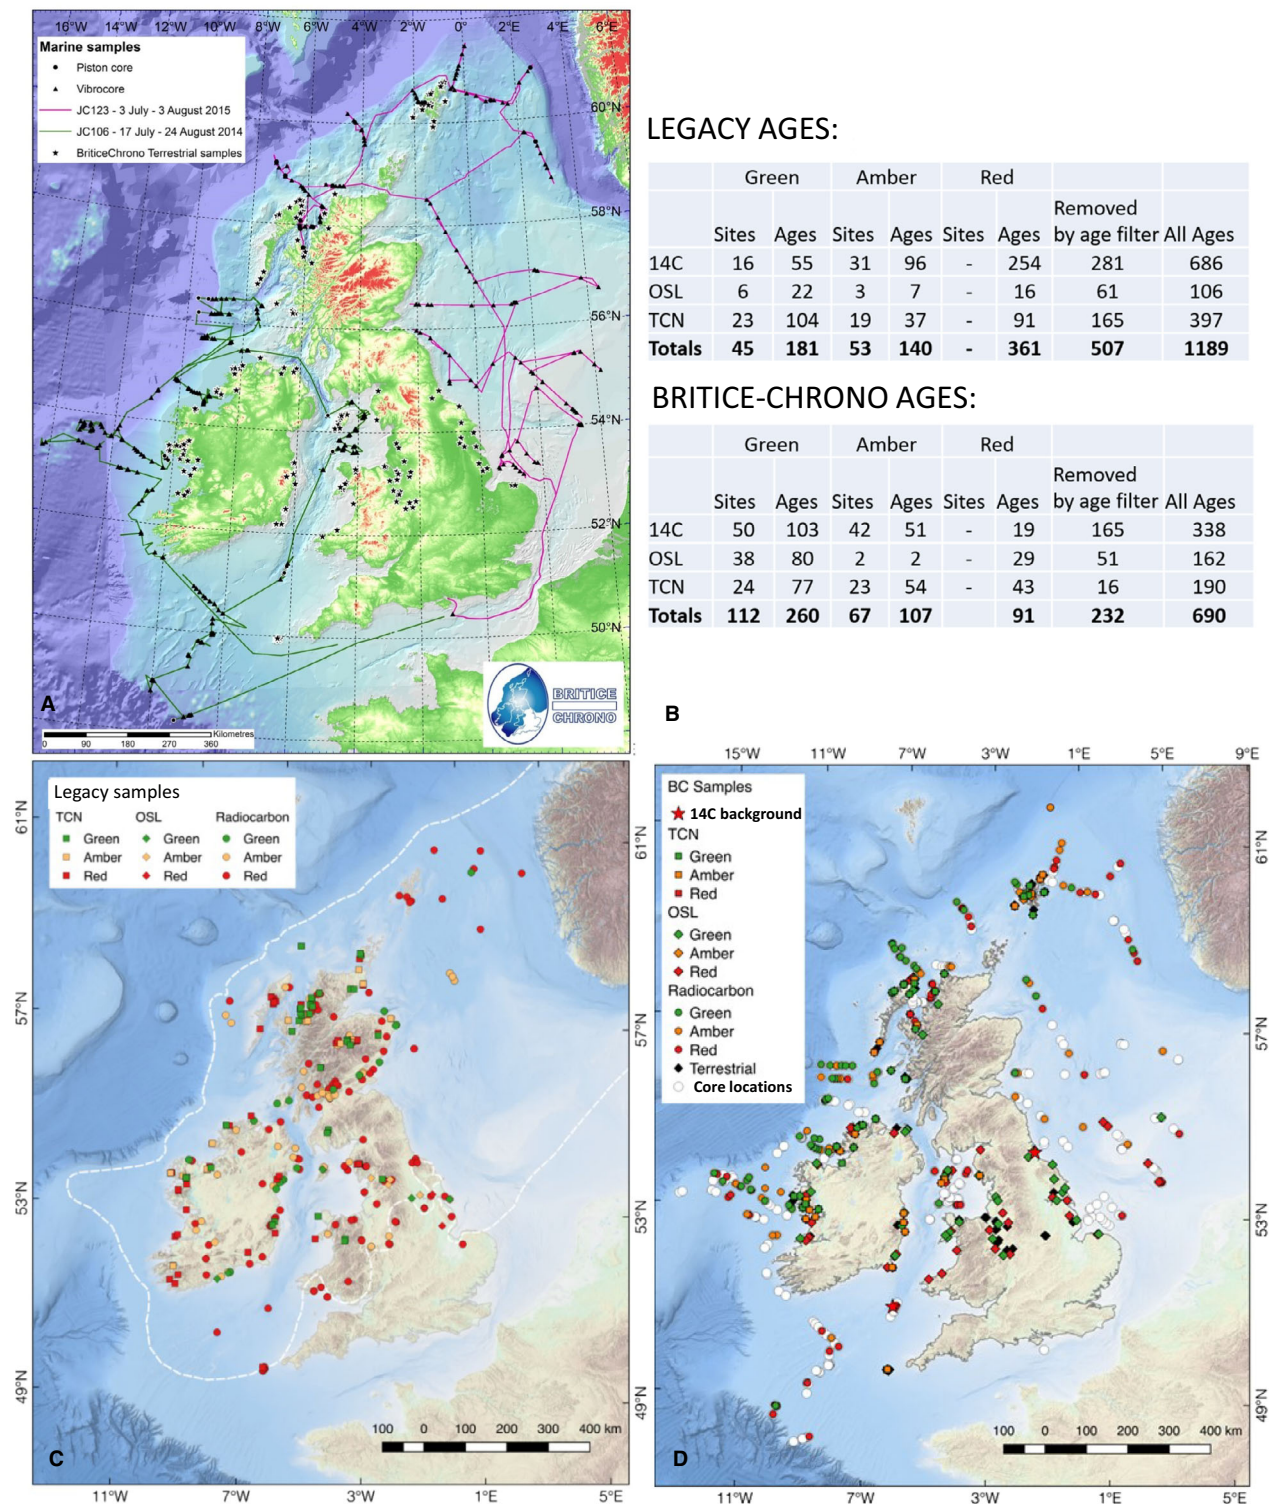 16°W 14°W 12°W 10°W 8°W 6°W 4°W 2°W 0° 2°E 4°E 6°E
Marine samples
Piston core
Vibrocore
JC123 - 3 July - 3 August 2015
JC106 - 17 July - 24 August 2014
BriticeChrono Terrestrial samples
60°N
58°N
56°N
54°N
52°N
50°N
BRITICE
CHRONO
A
Kilometres
0 90 180 270 360
LEGACY AGES:
Green Amber Red
Removed
Sites Ages Sites Ages Sites Ages by age filter All Ages
14C 16 55 31 96 - 254 281 686
OSL 6 22 3 7 - 16 61 106
TCN 23 104 19 37 - 91 165 397
Totals 45 181 53 140 - 361 507 1189
BRITICE-CHRONO AGES:
Green Amber Red
Removed
Sites Ages Sites Ages Sites Ages by age filter All Ages
14C 50 103 42 51 - 19 165 338
OSL 38 80 2 2 - 29 51 162
TCN 24 77 23 54 - 43 16 190
Totals 112 260 67 107 91 232 690
B
Legacy samples
TCN OSL Radiocarbon
Green Green Green
Amber Amber Amber
Red Red Red
61°N 61°N
57°N 57°N
53°N 53°N
49°N 49°N
100 0 100 200 300 400 km
C
11°W 7°W 3°W 1°E 5°E
15°W 11°W 7°W 3°W 1°E 5°E 9°E
BC Samples
14C background
TCN
Green
Amber
Red
OSL
Green
Amber
Red
Radiocarbon
Green
Amber
Red
Terrestrial
Core locations
61°N
57°N
53°N
49°N
100 0 100 200 300 400 km
D
11°W 7°W 3°W 1°E 5°E